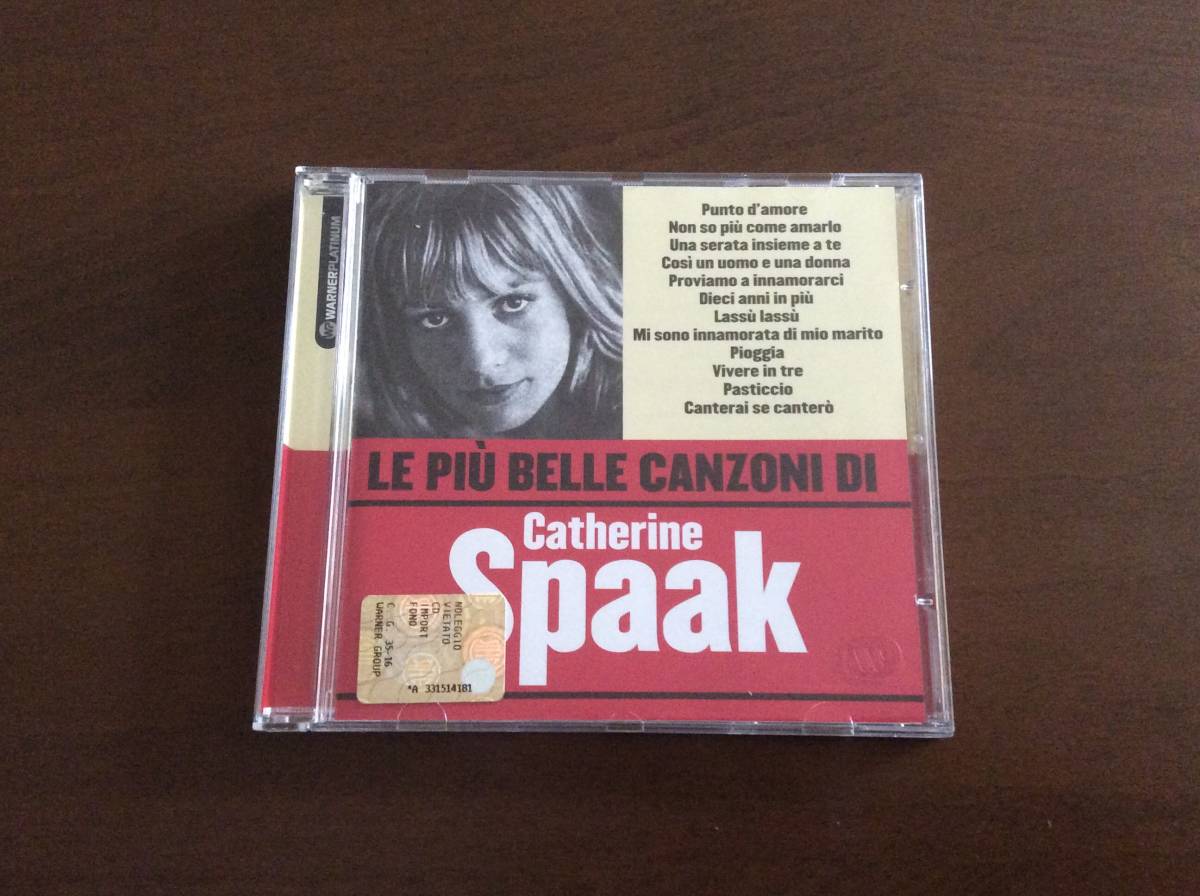 WARNERPLATINUM
Punto d'amore
Non so più come amarlo
Una serata insieme a te
Così un uomo e una donna
Proviamo a innamorarci
Dieci anni in più
Lassù lassù
Mi sono innamorata di mio marito
Pioggia
Vivere in tre
Pasticcio
Canterai se canterò
LE PIÙ BELLE CANZONI DI
Catherine
Spaak
NOLEGGIO
VIETATO
CD
IMPORT
FONO
C. G. 35-16
WARNER GROUP
*A 331514181